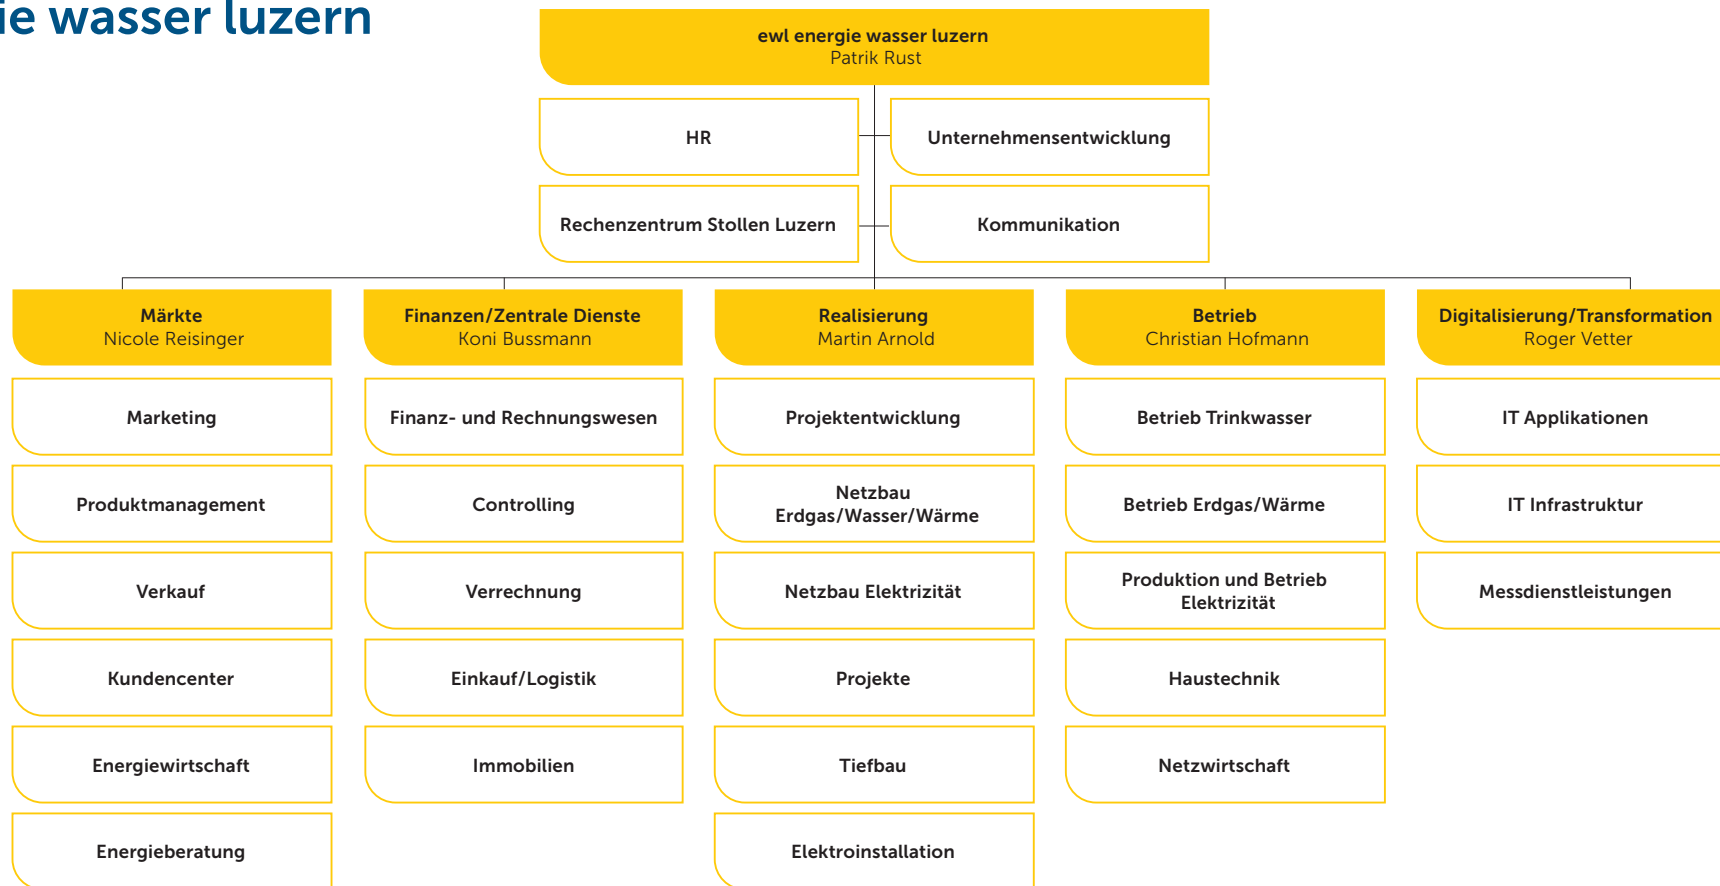 ie wasser luzern
ewl energie wasser luzern
Patrik Rust
HR
Unternehmensentwicklung
Rechenzentrum Stollen Luzern
Kommunikation
Märkte
Nicole Reisinger
Marketing
Produktmanagement
Verkauf
Kundencenter
Energiewirtschaft
Energieberatung
Finanzen/Zentrale Dienste
Koni Bussmann
Finanz- und Rechnungswesen
Controlling
Verrechnung
Einkauf/Logistik
Immobilien
Realisierung
Martin Arnold
Projektentwicklung
Netzbau
Erdgas/Wasser/Wärme
Netzbau Elektrizität
Projekte
Tiefbau
Elektroinstallation
Betrieb
Christian Hofmann
Betrieb Trinkwasser
Betrieb Erdgas/Wärme
Produktion und Betrieb
Elektrizität
Haustechnik
Netzwirtschaft
Digitalisierung/Transformation
Roger Vetter
IT Applikationen
IT Infrastruktur
Messdienstleistungen